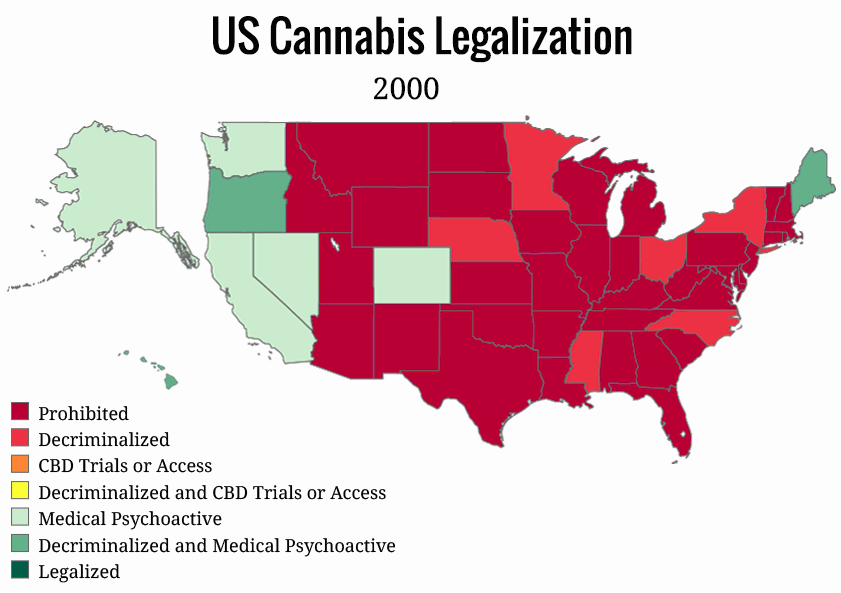 US Cannabis Legalization
2000
Prohibited
Decriminalized
CBD Trials or Access
Decriminalized and CBD Trials or Access
Medical Psychoactive
Decriminalized and Medical Psychoactive
Legalized